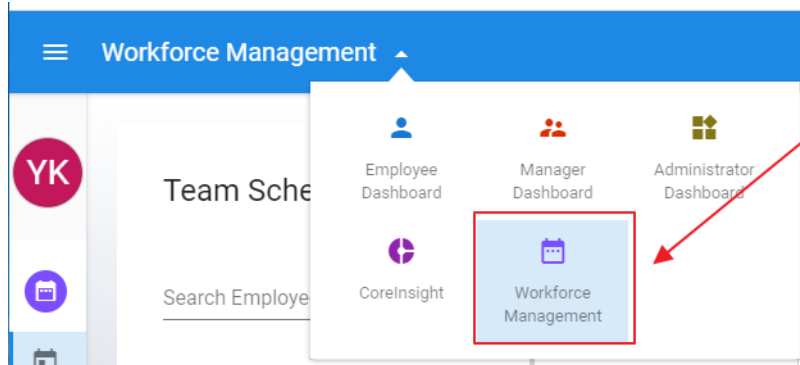 Workforce Management
YK
Team Sche
Search Employe
Employee
Dashboard
Manager
Dashboard
Administrator
Dashboard
CoreInsight
Workforce
Management